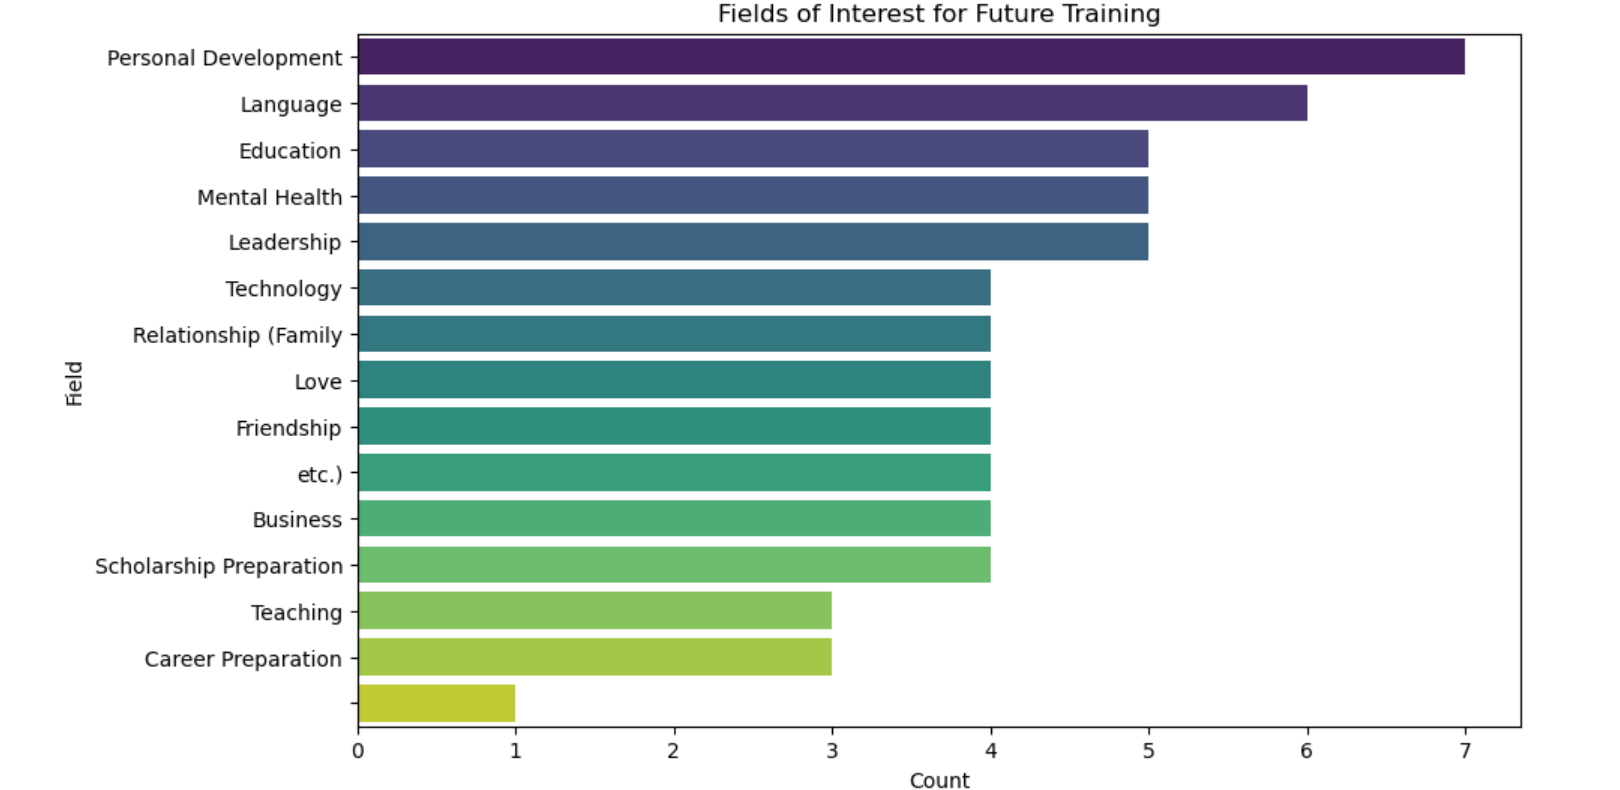 Fields of Interest for Future Training
Personal Development
Language
Education
Mental Health
Leadership
Technology
Relationship (Family
Love
Friendship
etc.)
Business
Scholarship Preparation
Teaching
Career Preparation
Field
0 1 2 3 4 5 6 7
Count